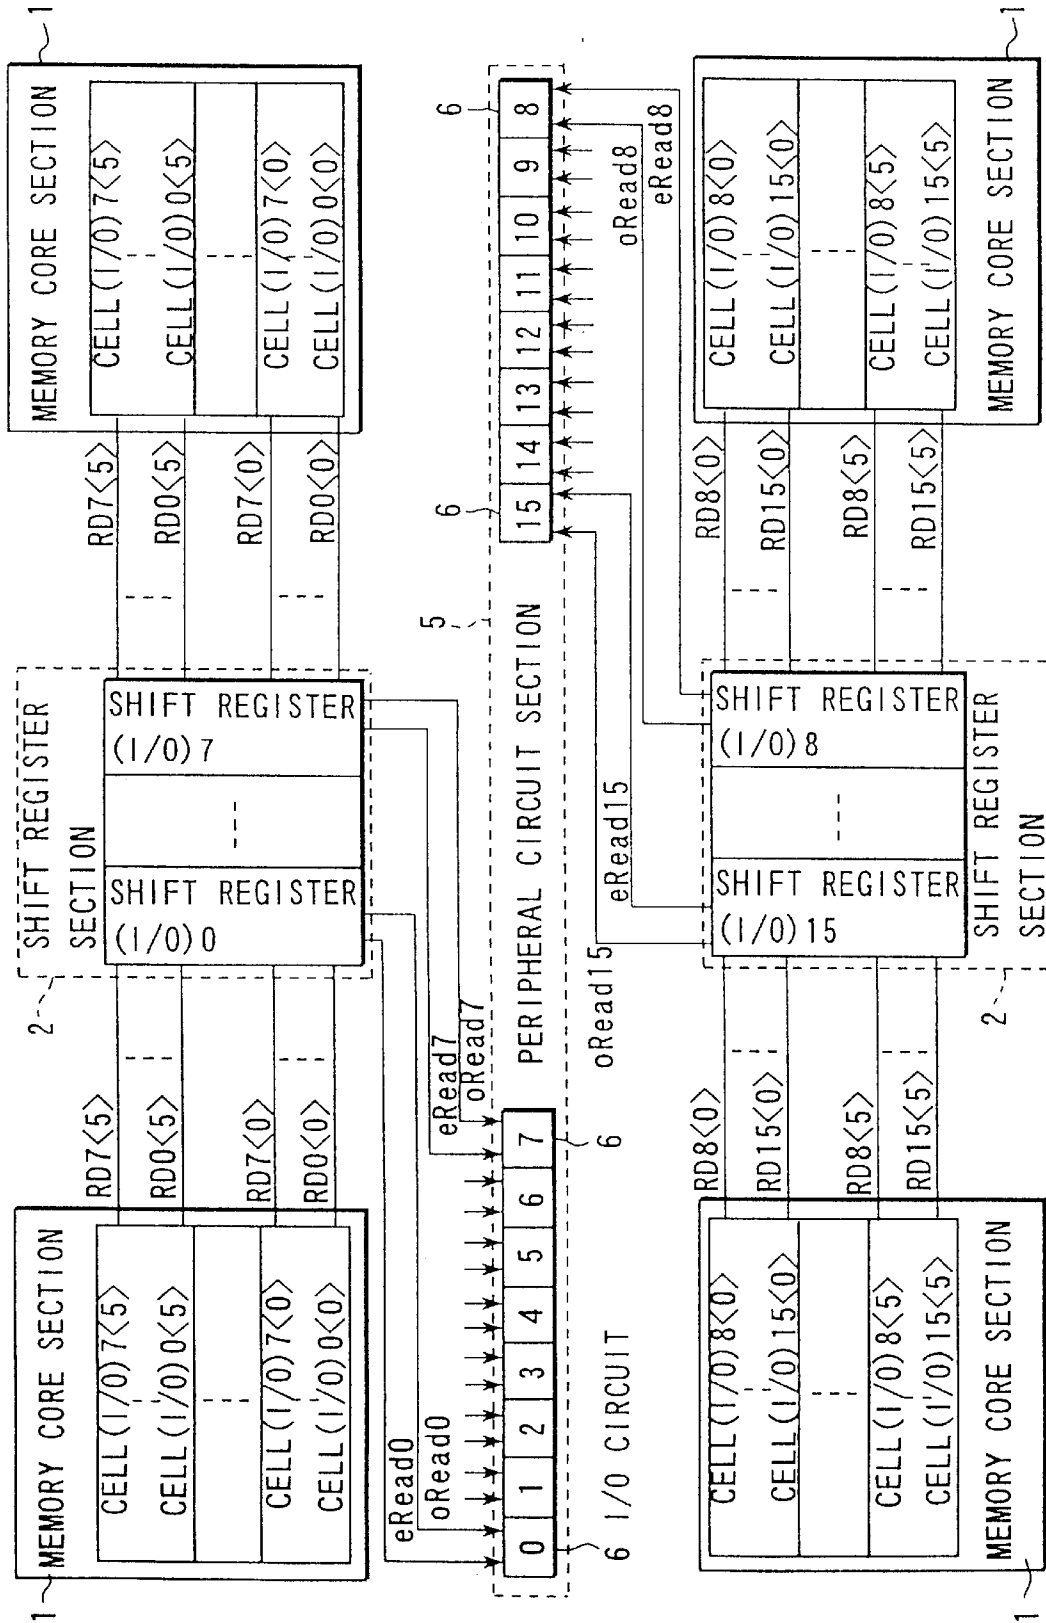 1
MEMORY CORE SECTION
CELL(I/O)7<5>
CELL(I/O)0<5>
CELL(I/O)7<0>
CELL(I/O)0<0>
RD7<5>
RD0<5>
RD7<0>
RD0<0>
2
SHIFT REGISTER
SECTION
SHIFT REGISTER
(I/O)0
SHIFT REGISTER
(I/O)7
RD7<5>
RD0<5>
RD7<0>
RD0<0>
1
MEMORY CORE SECTION
CELL(I/O)7<5>
CELL(I/O)0<5>
CELL(I/O)7<0>
CELL(I/O)0<0>
eRead0
oRead0
eRead7
oRead7
5
6
6
0 1 2 3 4 5 6 7
PERIPHERAL CIRCUIT SECTION
15 14 13 12 11 10 9 8
6 I/O CIRCUIT
6
oRead15
eRead15
oRead8
eRead8
RD8<0>
RD15<0>
RD8<5>
RD15<5>
CELL(I/O)8<0>
CELL(I/O)15<0>
CELL(I/O)8<5>
CELL(I/O)15<5>
MEMORY CORE SECTION
1
SHIFT REGISTER
(I/O)15
SHIFT REGISTER
(I/O)8
2
SHIFT REGISTER
SECTION
RD8<0>
RD15<0>
RD8<5>
RD15<5>
CELL(I/O)8<0>
CELL(I/O)15<0>
CELL(I/O)8<5>
CELL(I/O)15<5>
MEMORY CORE SECTION
1